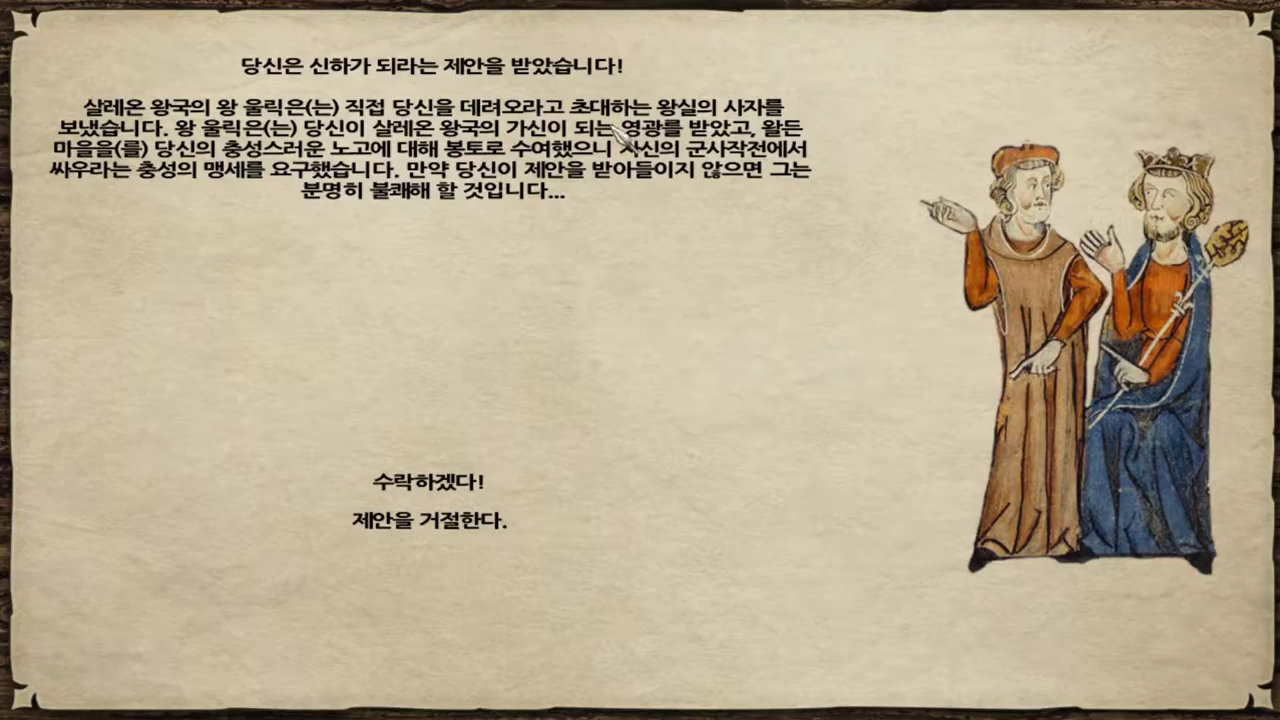 당신은 신하가 되라는 제안을 받았습니다!
살레온 왕국의 왕 울릭은(는) 직접 당신을 데려오라고 초대하는 왕실의 사자를
보냈습니다. 왕 울릭은(는) 당신이 살레온 왕국의 가신이 되는 영광를 받았고, 왈든
마을을(를) 당신의 충성스러운 노고에 대해 봉토로 수여했으니 자신의 군사작전에서
싸우라는 충성의 맹세를 요구했습니다. 만약 당신이 제안을 받아들이지 않으면 그는
분명히 불쾌해 할 것입니다...
수락하겠다!
제안을 거절한다.